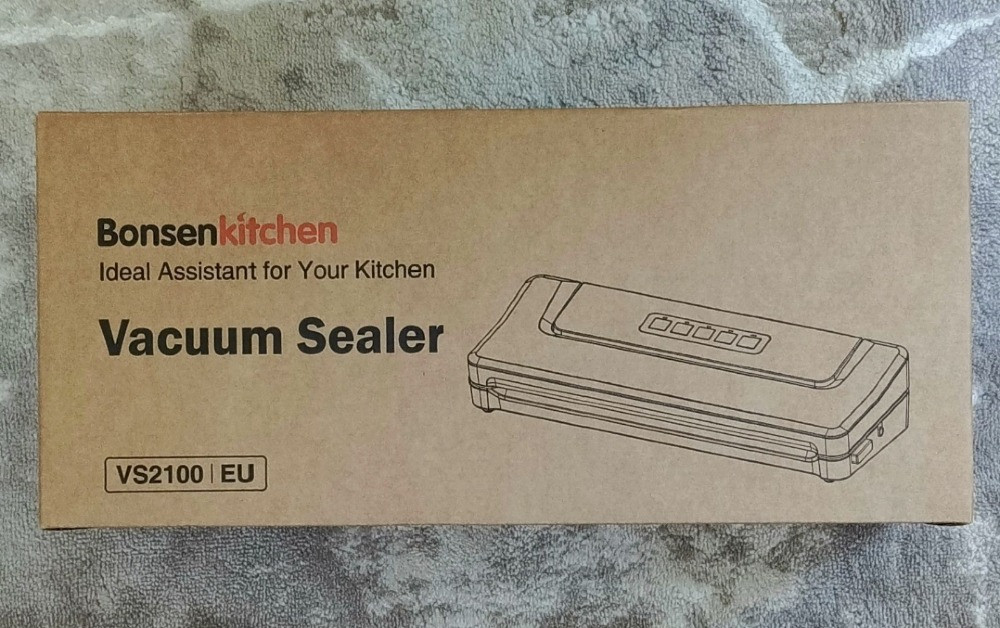 Bonsenkitchen
Ideal Assistant for Your Kitchen
Vacuum Sealer
VS2100 | EU